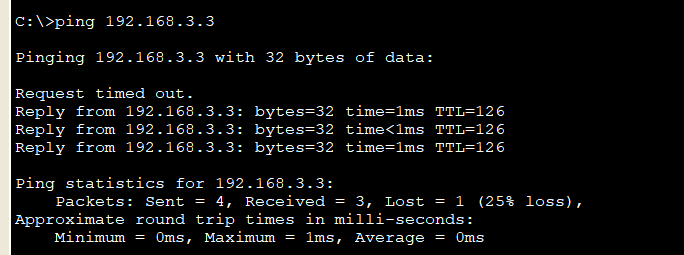 C:\>ping 192.168.3.3
Pinging 192.168.3.3 with 32 bytes of data:
Request timed out.
Reply from 192.168.3.3: bytes=32 time=1ms TTL=126
Reply from 192.168.3.3: bytes=32 time<1ms TTL=126
Reply from 192.168.3.3: bytes=32 time=1ms TTL=126
Ping statistics for 192.168.3.3:
    Packets: Sent = 4, Received = 3, Lost = 1 (25% loss),
Approximate round trip times in milli-seconds:
    Minimum = 0ms, Maximum = 1ms, Average = 0ms